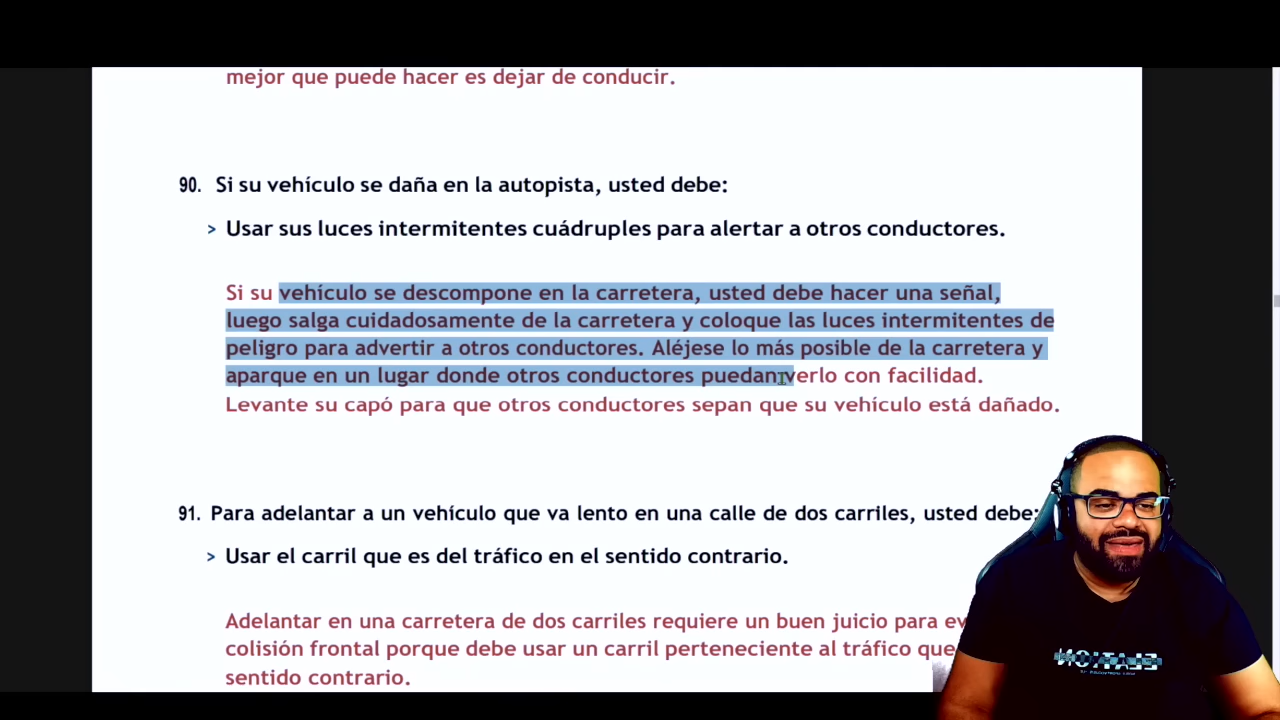 mejor que puede hacer es dejar de conducir.
90. Si su vehículo se daña en la autopista, usted debe:
> Usar sus luces intermitentes cuádruples para alertar a otros conductores.
Si su vehículo se descompone en la carretera, usted debe hacer una señal,
luego salga cuidadosamente de la carretera y coloque las luces intermitentes de
peligro para advertir a otros conductores. Aléjese lo más posible de la carretera y
aparque en un lugar donde otros conductores puedan verlo con facilidad.
Levante su capó para que otros conductores sepan que su vehículo está dañado.
91. Para adelantar a un vehículo que va lento en una calle de dos carriles, usted debe:
> Usar el carril que es del tráfico en el sentido contrario.
Adelantar en una carretera de dos carriles requiere un buen juicio para
colisión frontal porque debe usar un carril perteneciente al tráfico que
sentido contrario.